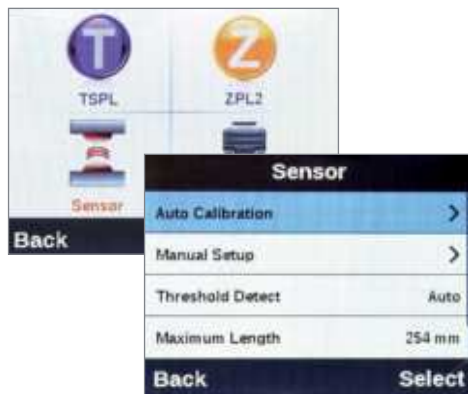 T
Z
TSPL
ZPL2
Sensor
Back
Sensor
Auto Calibration
Manual Setup
Threshold Detect Auto
Maximum Length 254 mm
Back Select